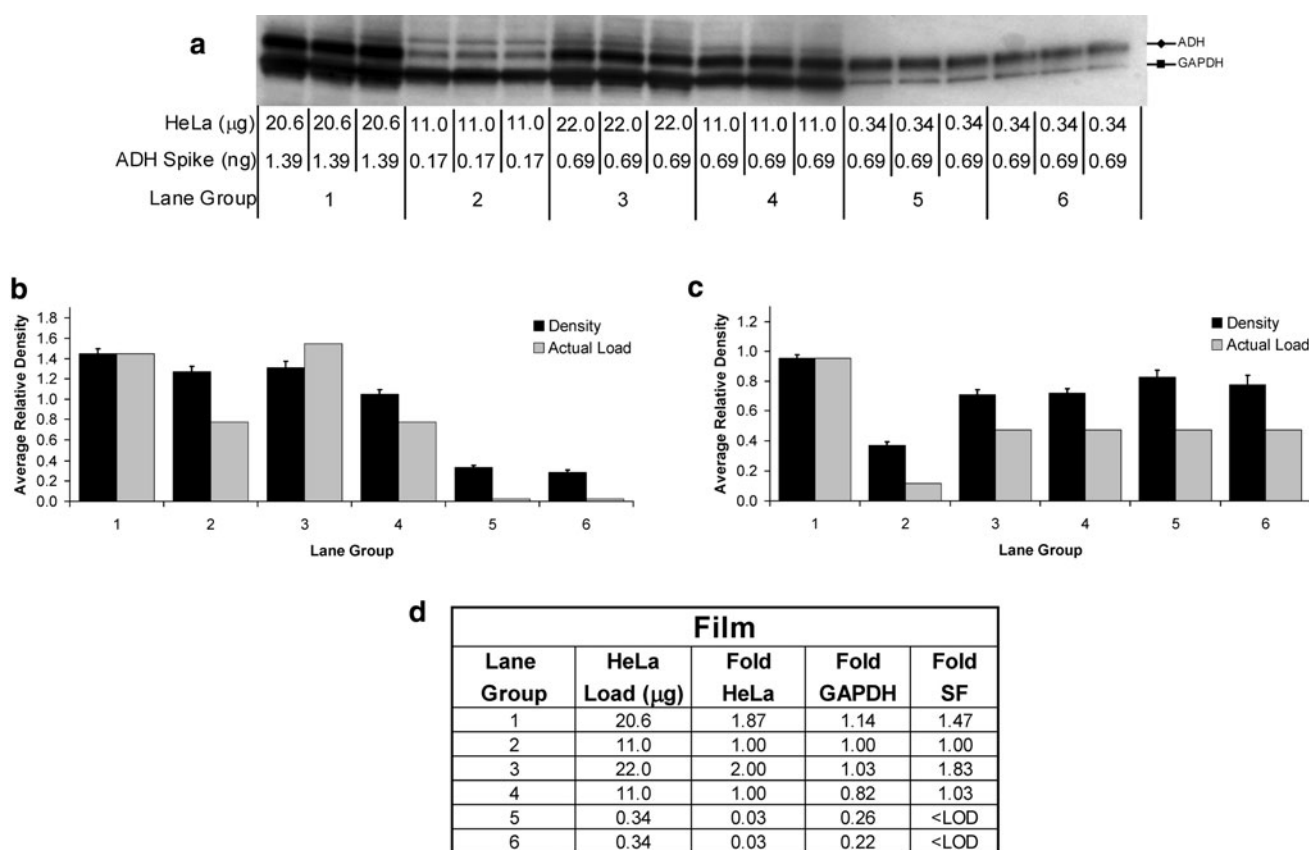 a
ADH
GAPDH
HeLa (μg) 20.6 20.6 20.6 11.0 11.0 11.0 22.0 22.0 22.0 11.0 11.0 11.0 0.34 0.34 0.34 0.34 0.34 0.34
ADH Spike (ng) 1.39 1.39 1.39 0.17 0.17 0.17 0.69 0.69 0.69 0.69 0.69 0.69 0.69 0.69 0.69 0.69 0.69 0.69
Lane Group 1 2 3 4 5 6
b
Average Relative Density
1.8
1.6
1.4
1.2
1.0
0.8
0.6
0.4
0.2
0.0
Density
Actual Load
1 2 3 4 5 6
Lane Group
c
Average Relative Density
1.2
1.0
0.8
0.6
0.4
0.2
0.0
Density
Actual Load
1 2 3 4 5 6
Lane Group
d
Film
Lane HeLa Fold Fold Fold
Group Load (μg) HeLa GAPDH SF
1 20.6 1.87 1.14 1.47
2 11.0 1.00 1.00 1.00
3 22.0 2.00 1.03 1.83
4 11.0 1.00 0.82 1.03
5 0.34 0.03 0.26 <LOD
6 0.34 0.03 0.22 <LOD